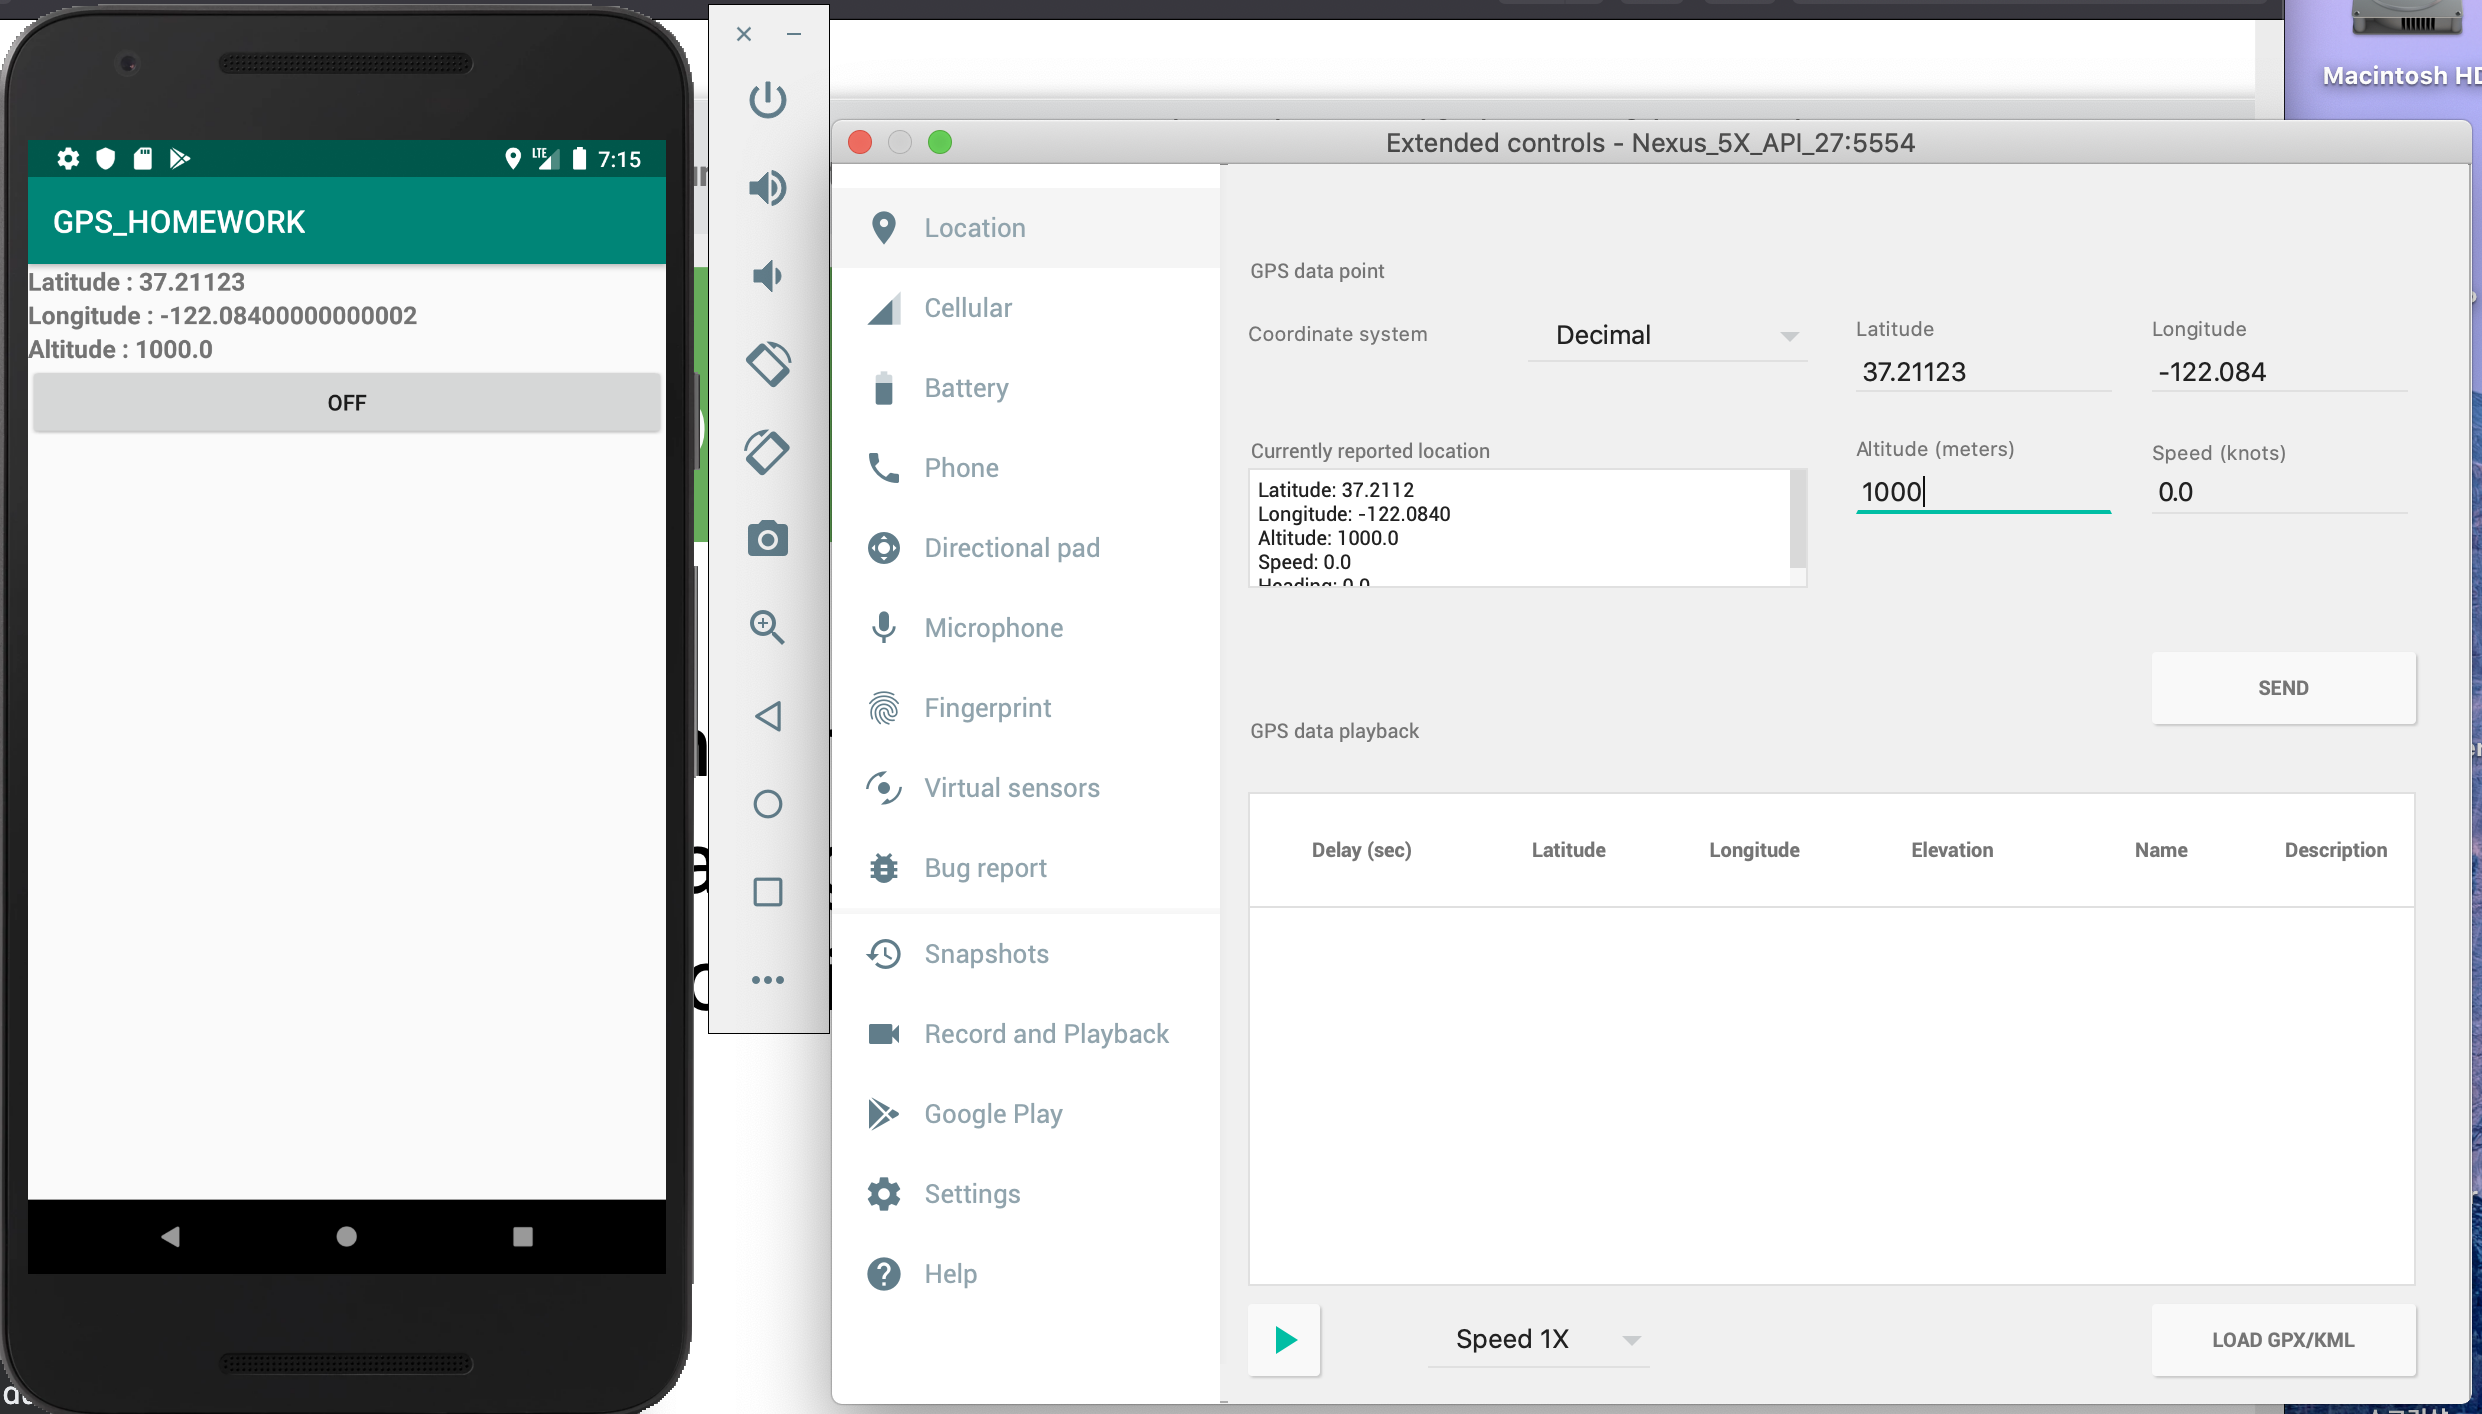 Macintosh HD
LTE
7:15
GPS_HOMEWORK
Latitude : 37.21123
Longitude : -122.08400000000002
Altitude : 1000.0
OFF
Extended controls - Nexus_5X_API_27:5554
Location
Cellular
Battery
Phone
Directional pad
Microphone
Fingerprint
Virtual sensors
Bug report
Snapshots
Record and Playback
Google Play
Settings
Help
GPS data point
Coordinate system
Decimal
Latitude
37.21123
Longitude
-122.084
Currently reported location
Latitude: 37.2112
Longitude: -122.0840
Altitude: 1000.0
Speed: 0.0
Heading: 0.0
Altitude (meters)
1000
Speed (knots)
0.0
SEND
GPS data playback
Delay (sec) Latitude Longitude Elevation Name Description
Speed 1X
LOAD GPX/KML